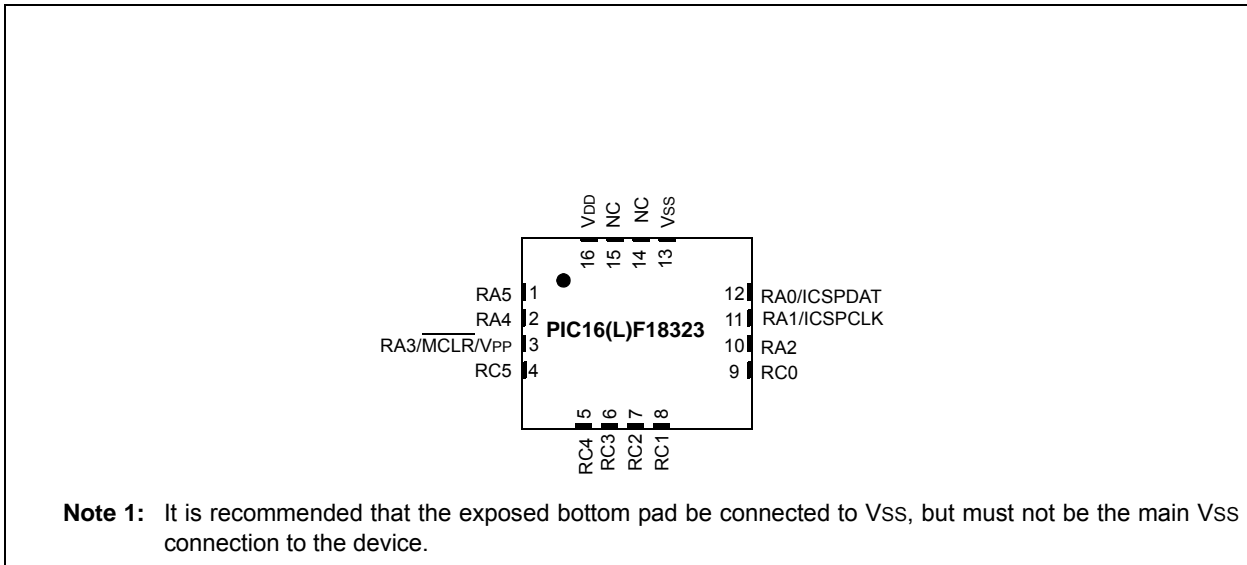 VDD
NC
NC
VSS
16
15
14
13
RA5 1
RA4 2
RA3/MCLR/VPP 3
RC5 4
PIC16(L)F18323
12 RA0/ICSPDAT
11 RA1/ICSPCLK
10 RA2
9 RC0
5
6
7
8
RC4
RC3
RC2
RC1
Note 1: It is recommended that the exposed bottom pad be connected to VSS, but must not be the main VSS
connection to the device.